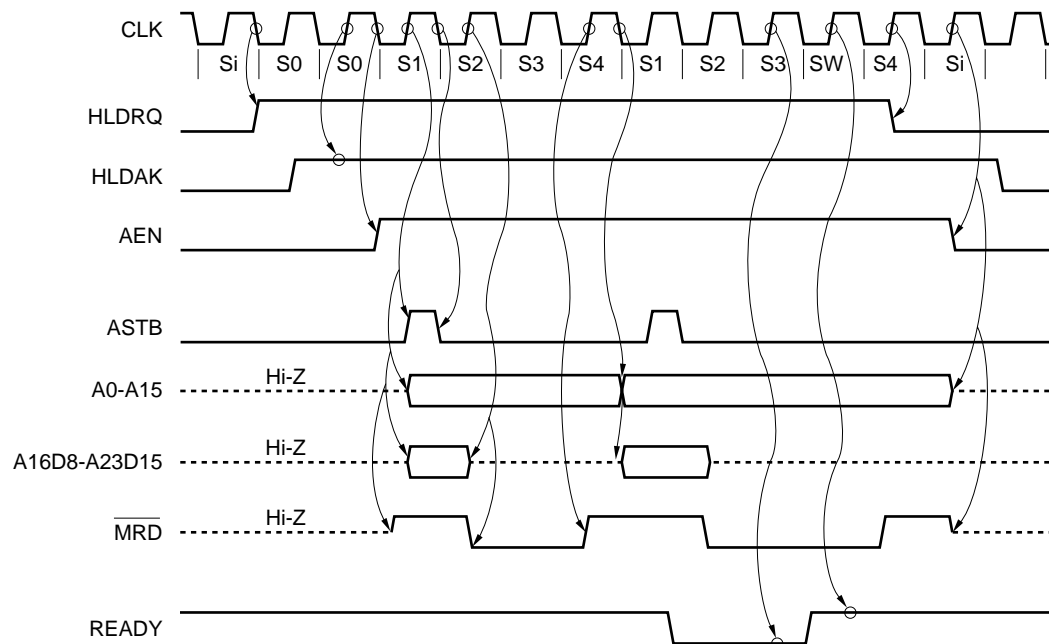 CLK
Si S0 S0 S1 S2 S3 S4 S1 S2 S3 SW S4 Si
HLDRQ
HLDAK
AEN
ASTB
A0-A15 Hi-Z
A16D8-A23D15 Hi-Z
MRD Hi-Z
READY